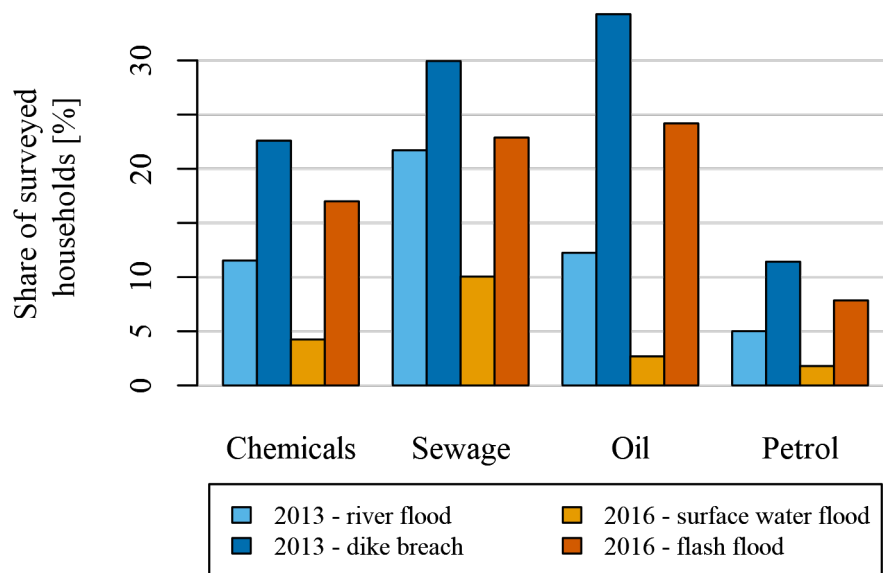 Share of surveyed
households [%]
30
20
10
5
0
Chemicals Sewage Oil Petrol
2013 - river flood 2016 - surface water flood
2013 - dike breach 2016 - flash flood